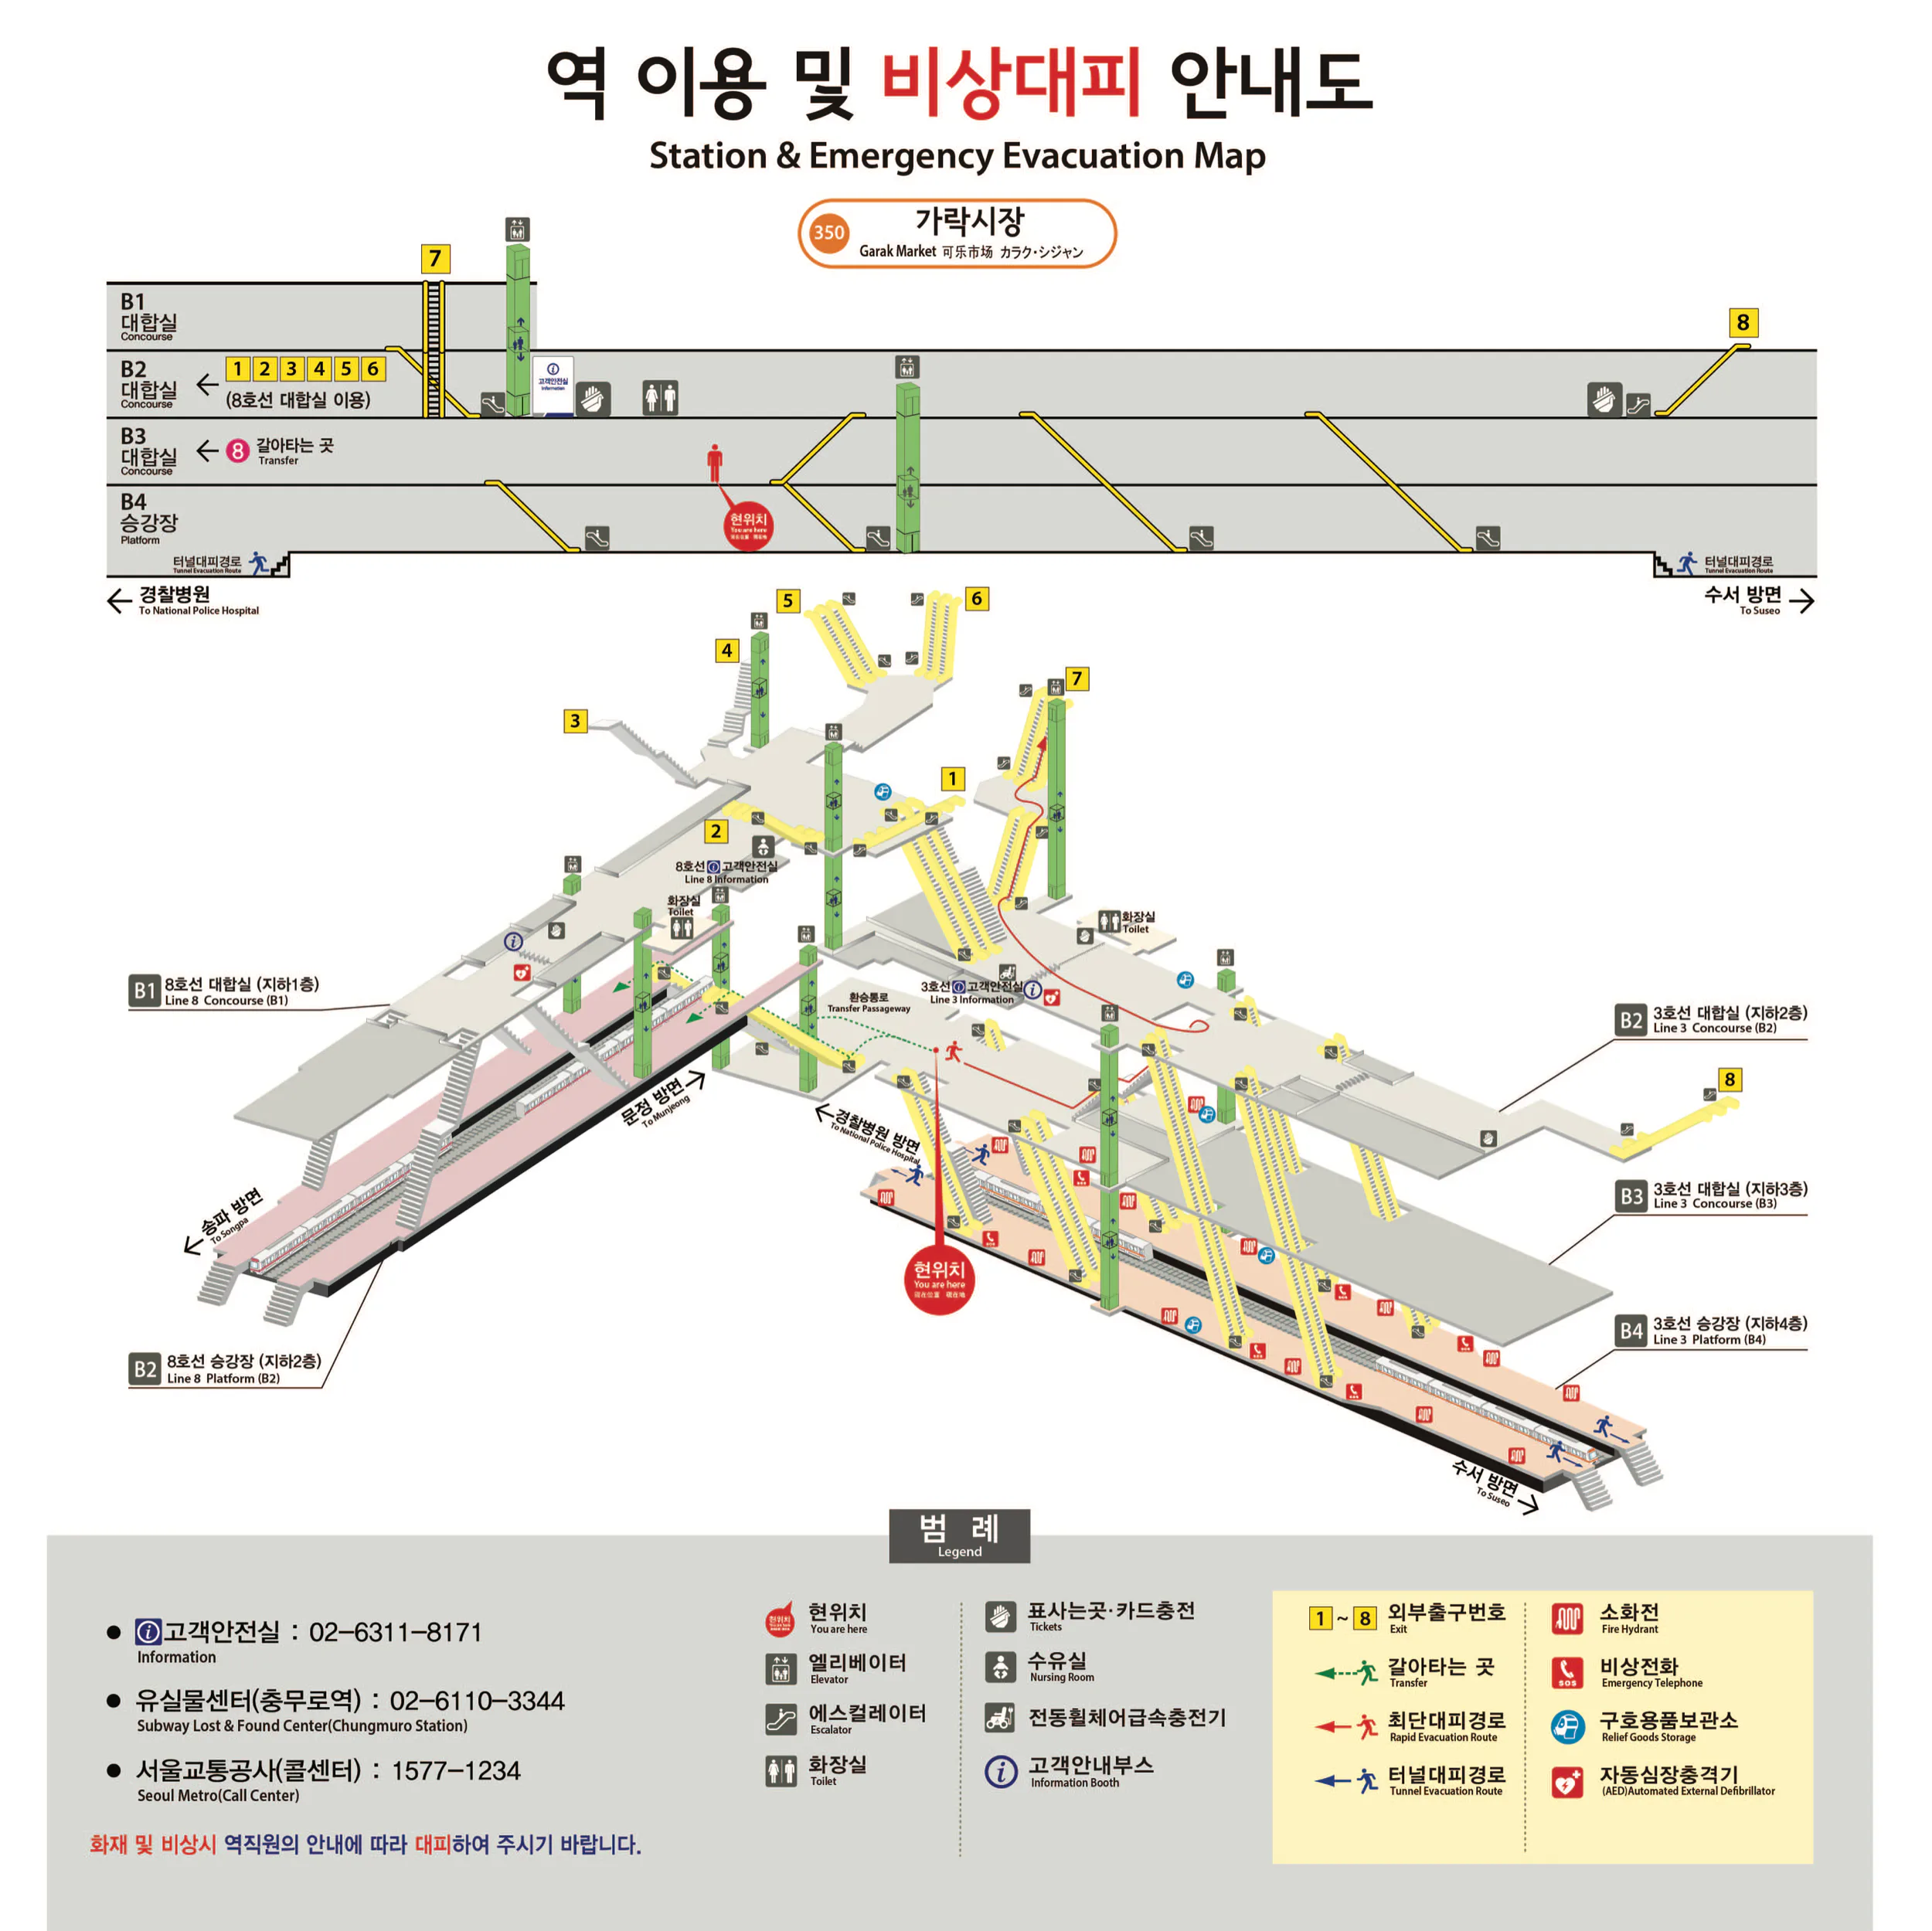 역 이용 및 비상대피 안내도
Station & Emergency Evacuation Map
350
가락시장
Garak Market 可乐市场 カラク・シジャン
7
B1
대합실
Concourse
8
B2
대합실
Concourse
1 2 3 4 5 6
(8호선 대합실 이용)
고객안전실
Information
B3
대합실
Concourse
8 갈아타는 곳
Transfer
B4
승강장
Platform
현위치
You are here
터널대피경로
Tunnel Evacuation Route
터널대피경로
Tunnel Evacuation Route
경찰병원
To National Police Hospital
수서 방면
To Suseo
5
6
4
7
3
1
2
8호선 고객안전실
Line 8 Information
화장실
Toilet
화장실
Toilet
3호선 고객안전실
Line 3 Information
환승통로
Transfer Passageway
B1 8호선 대합실 (지하1층)
Line 8 Concourse (B1)
B2 3호선 대합실 (지하2층)
Line 3 Concourse (B2)
8
문정 방면
To Munjeong
경찰병원 방면
To National Police Hospital
B3 3호선 대합실 (지하3층)
Line 3 Concourse (B3)
송파 방면
To Songpa
현위치
You are here
B4 3호선 승강장 (지하4층)
Line 3 Platform (B4)
B2 8호선 승강장 (지하2층)
Line 8 Platform (B2)
수서 방면
To Suseo
범 례
Legend
고객안전실 : 02-6311-8171
Information
유실물센터(충무로역) : 02-6110-3344
Subway Lost & Found Center(Chungmuro Station)
서울교통공사(콜센터) : 1577-1234
Seoul Metro(Call Center)
화재 및 비상시 역직원의 안내에 따라 대피하여 주시기 바랍니다.
현위치
You are here
엘리베이터
Elevator
에스컬레이터
Escalator
화장실
Toilet
표사는곳·카드충전
Tickets
수유실
Nursing Room
전동휠체어급속충전기
고객안내부스
Information Booth
1 ~ 8 외부출구번호
Exit
갈아타는 곳
Transfer
최단대피경로
Rapid Evacuation Route
터널대피경로
Tunnel Evacuation Route
소화전
Fire Hydrant
SOS
비상전화
Emergency Telephone
구호용품보관소
Relief Goods Storage
자동심장충격기
(AED)Automated External Defibrillator